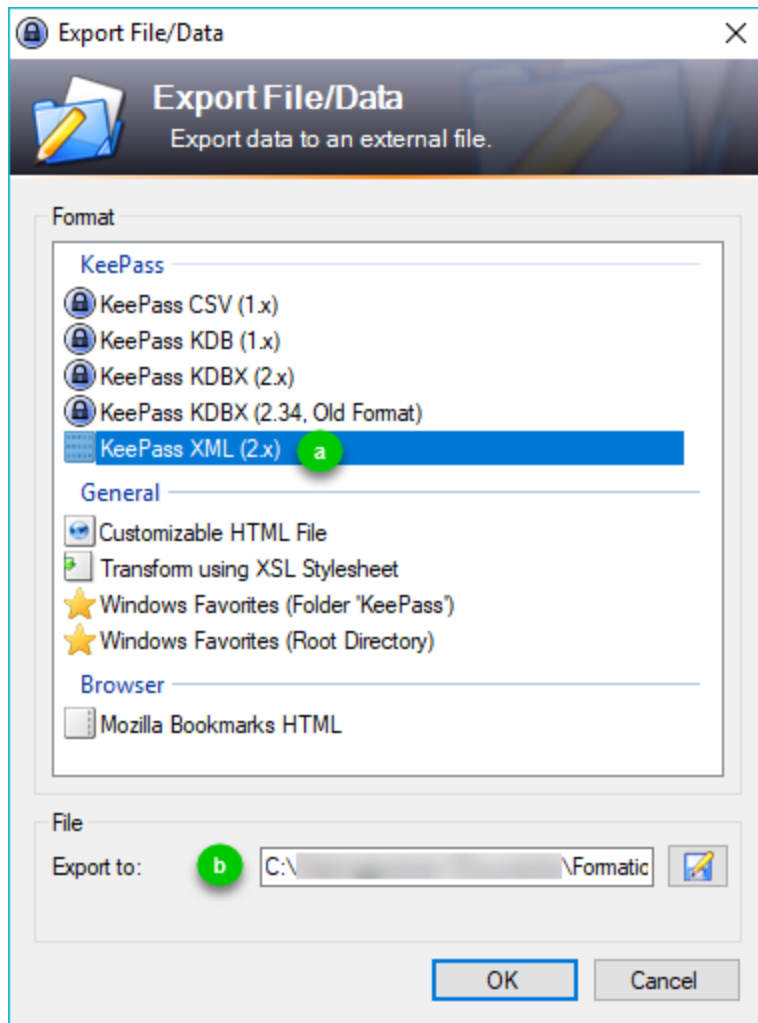 Export File/Data
Export File/Data
Export data to an external file.
Format
KeePass
KeePass CSV (1.x)
KeePass KDB (1.x)
KeePass KDBX (2.x)
KeePass KDBX (2.34, Old Format)
KeePass XML (2.x) a
General
Customizable HTML File
Transform using XSL Stylesheet
Windows Favorites (Folder 'KeePass')
Windows Favorites (Root Directory)
Browser
Mozilla Bookmarks HTML
File
Export to: b C:\ \Formatic
OK Cancel